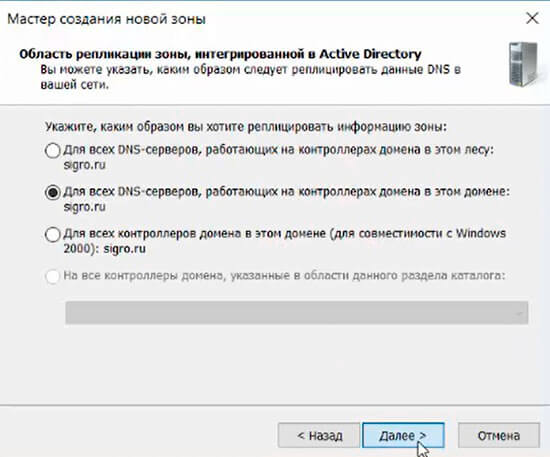 Мастер создания новой зоны
Область репликации зоны, интегрированной в Active Directory
Вы можете указать, каким образом следует реплицировать данные DNS в
вашей сети.
Укажите, каким образом вы хотите реплицировать информацию зоны:
Для всех DNS-серверов, работающих на контроллерах домена в этом лесу:
sigro.ru
Для всех DNS-серверов, работающих на контроллерах домена в этом домене:
sigro.ru
Для всех контроллеров домена в этом домене (для совместимости с Windows
2000): sigro.ru
На все контроллеры домена, указанные в области данного раздела каталога:
< Назад
Далее >
Отмена